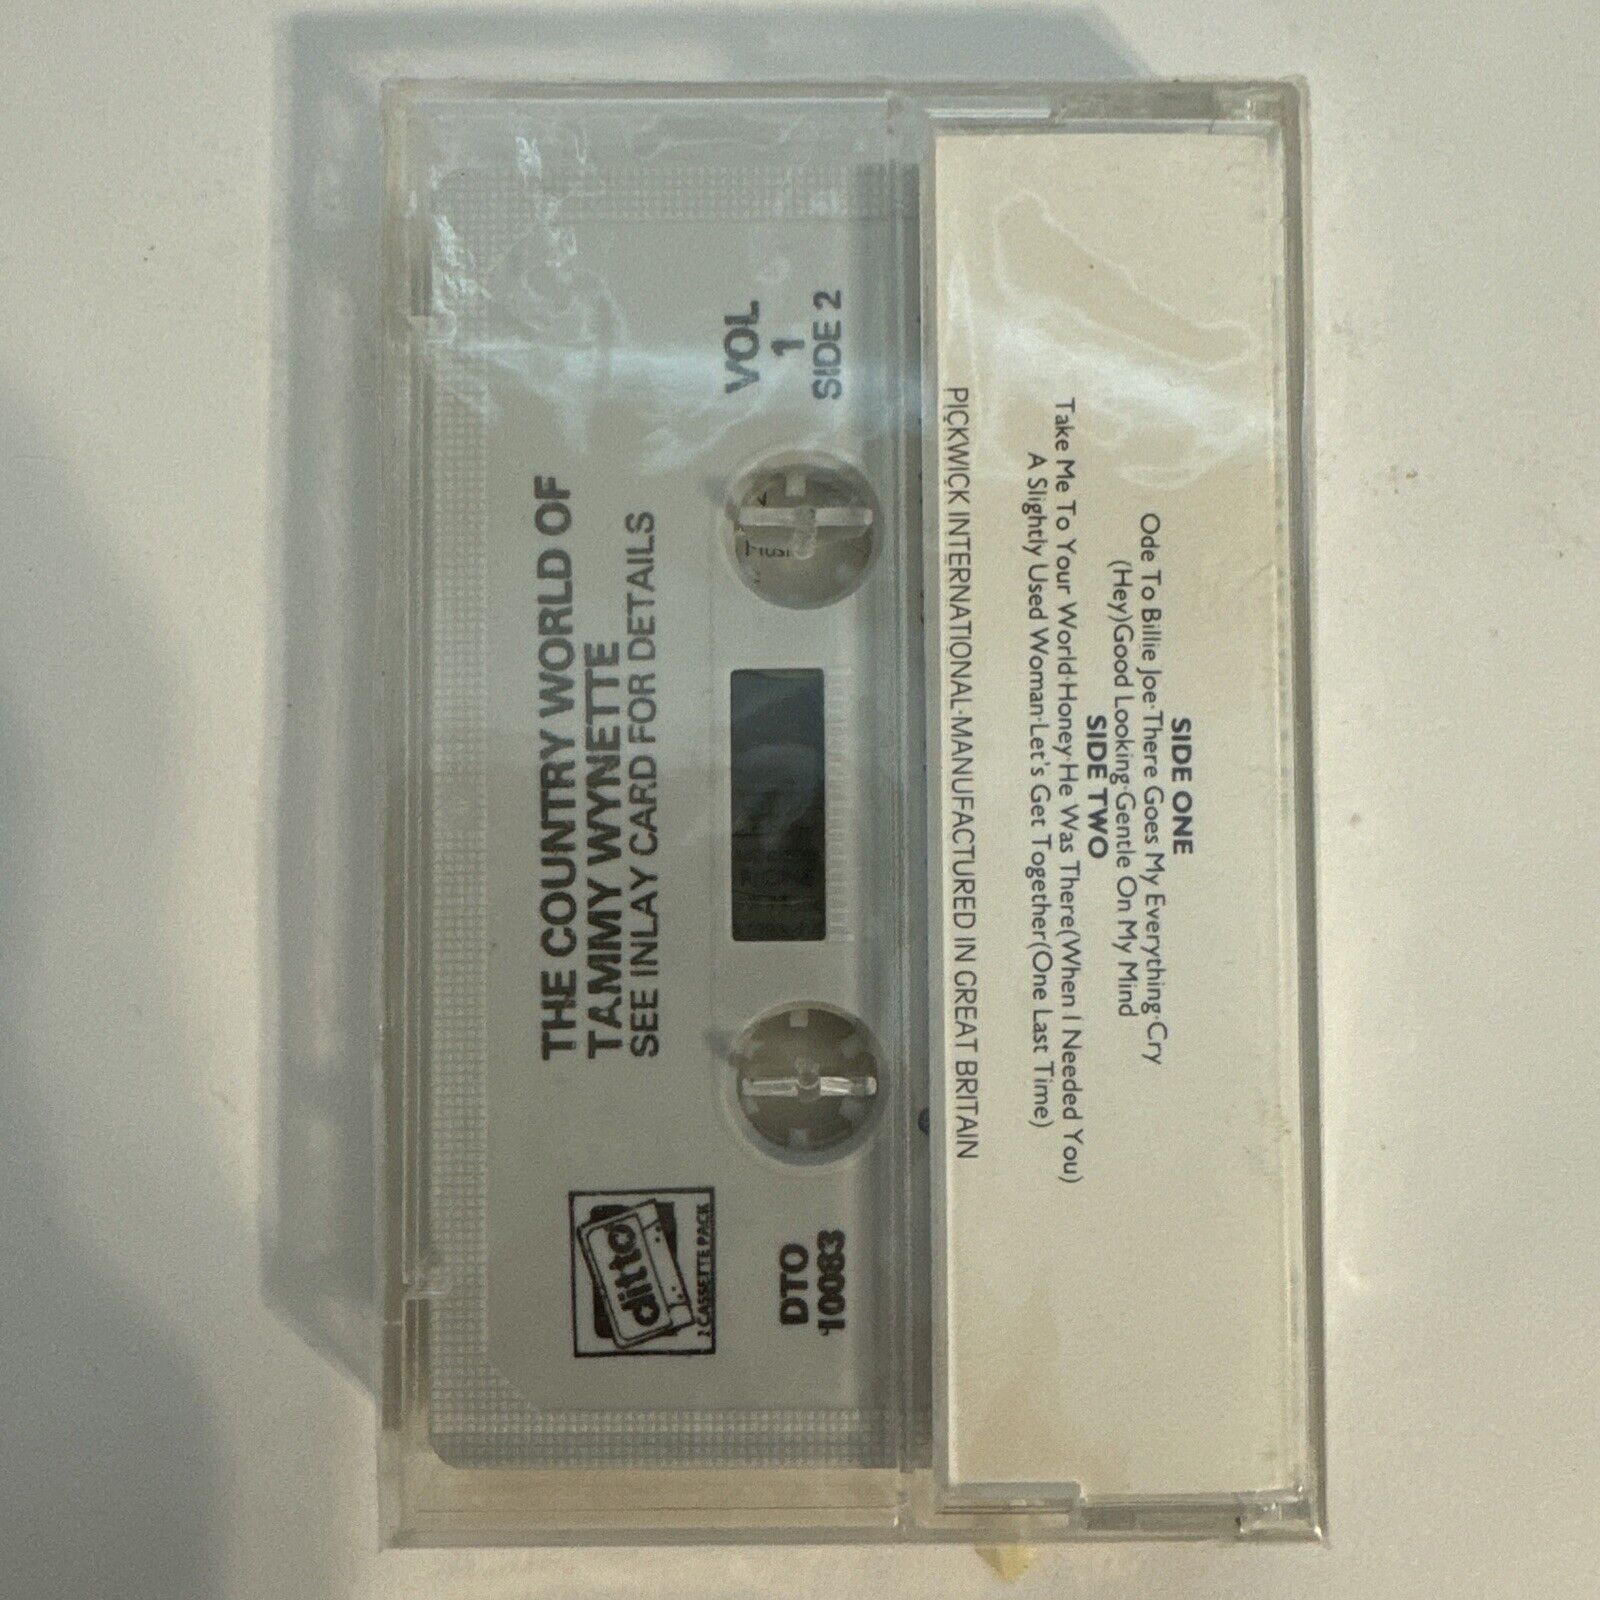 THE COUNTRY WORLD OF
TAMMY WYNETTE
SEE INLAY CARD FOR DETAILS
VOL
1
SIDE 2
DTO
10083
ditto
2 CASSETTE PACK
SIDE ONE
Ode To Billie Joe·There Goes My Everything·Cry
(Hey)Good Looking·Gentle On My Mind
SIDE TWO
Take Me To Your World·Honey·He Was There(When I Needed You)
A Slightly Used Woman·Let's Get Together(One Last Time)
PICKWICK INTERNATIONAL·MANUFACTURED IN GREAT BRITAIN